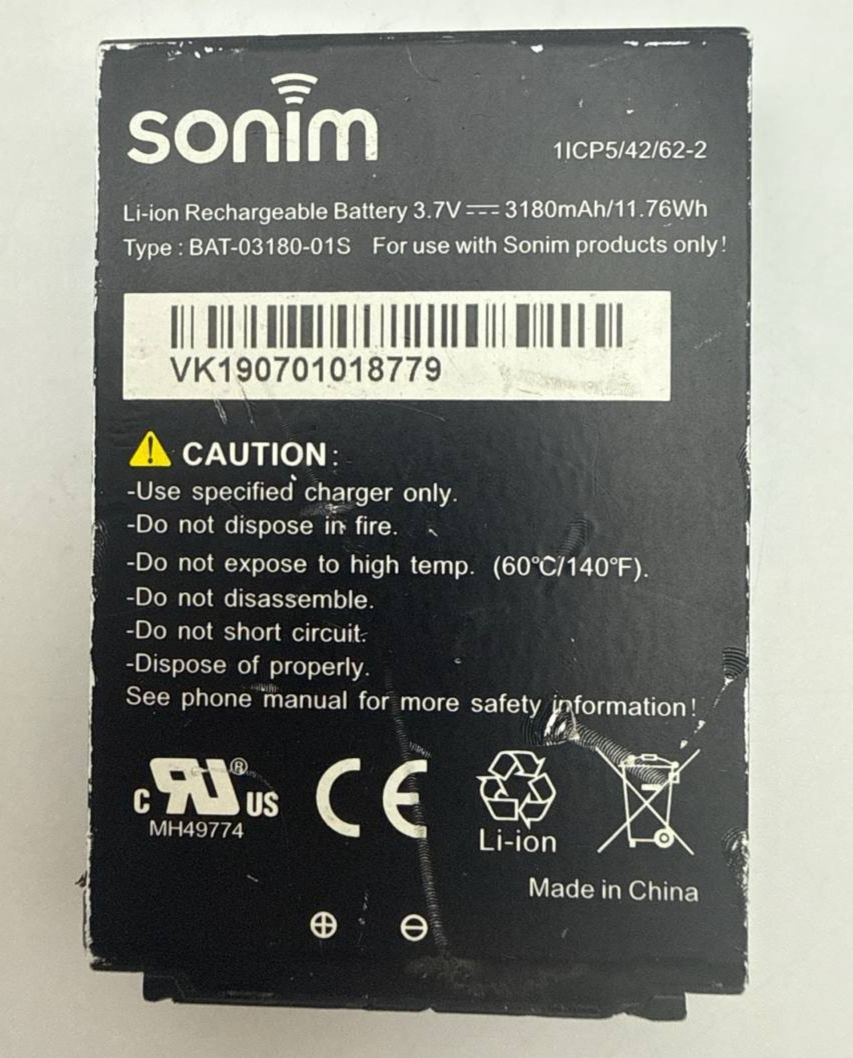 sonim
1ICP5/42/62-2
Li-ion Rechargeable Battery 3.7V⎓3180mAh/11.76Wh
Type : BAT-03180-01S For use with Sonim products only!
VK190701018779
CAUTION:
-Use specified charger only.
-Do not dispose in fire.
-Do not expose to high temp. (60°C/140°F).
-Do not disassemble.
-Do not short circuit.
-Dispose of properly.
See phone manual for more safety information!
c RU® US
MH49774
CE
Li-ion
Made in China
⊕ ⊖